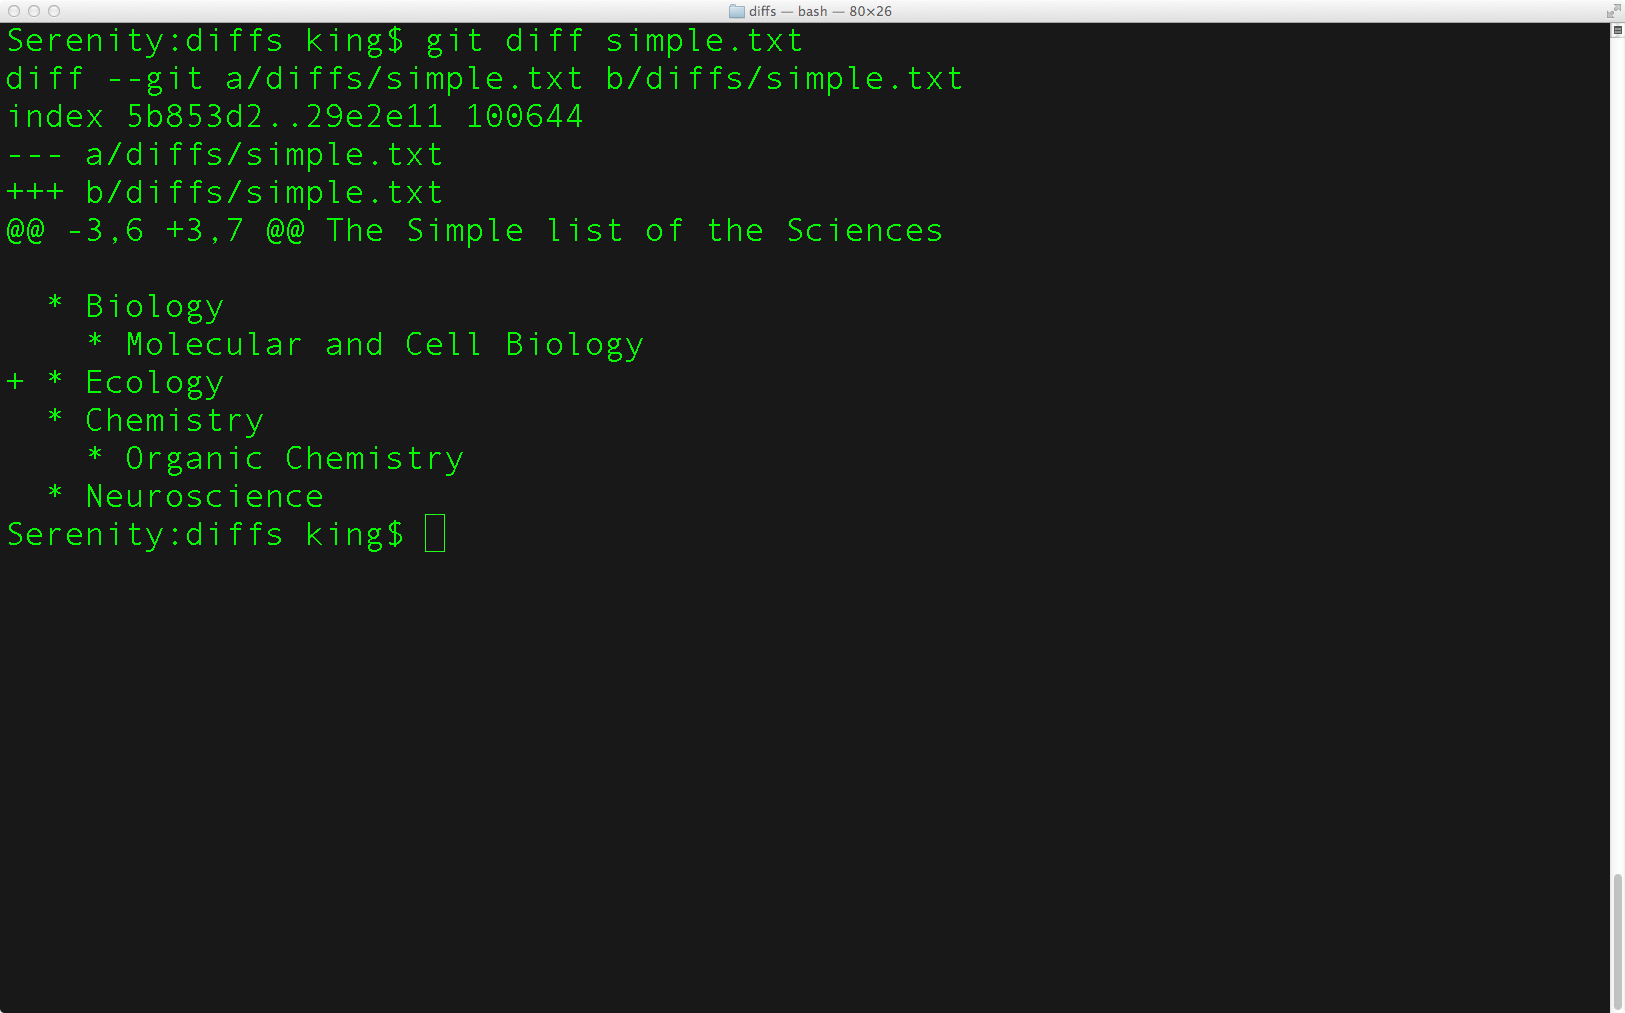 diffs — bash — 80×26
Serenity:diffs king$ git diff simple.txt
diff --git a/diffs/simple.txt b/diffs/simple.txt
index 5b853d2..29e2e11 100644
--- a/diffs/simple.txt
+++ b/diffs/simple.txt
@@ -3,6 +3,7 @@ The Simple list of the Sciences

  * Biology
    * Molecular and Cell Biology
+ * Ecology
  * Chemistry
    * Organic Chemistry
  * Neuroscience
Serenity:diffs king$